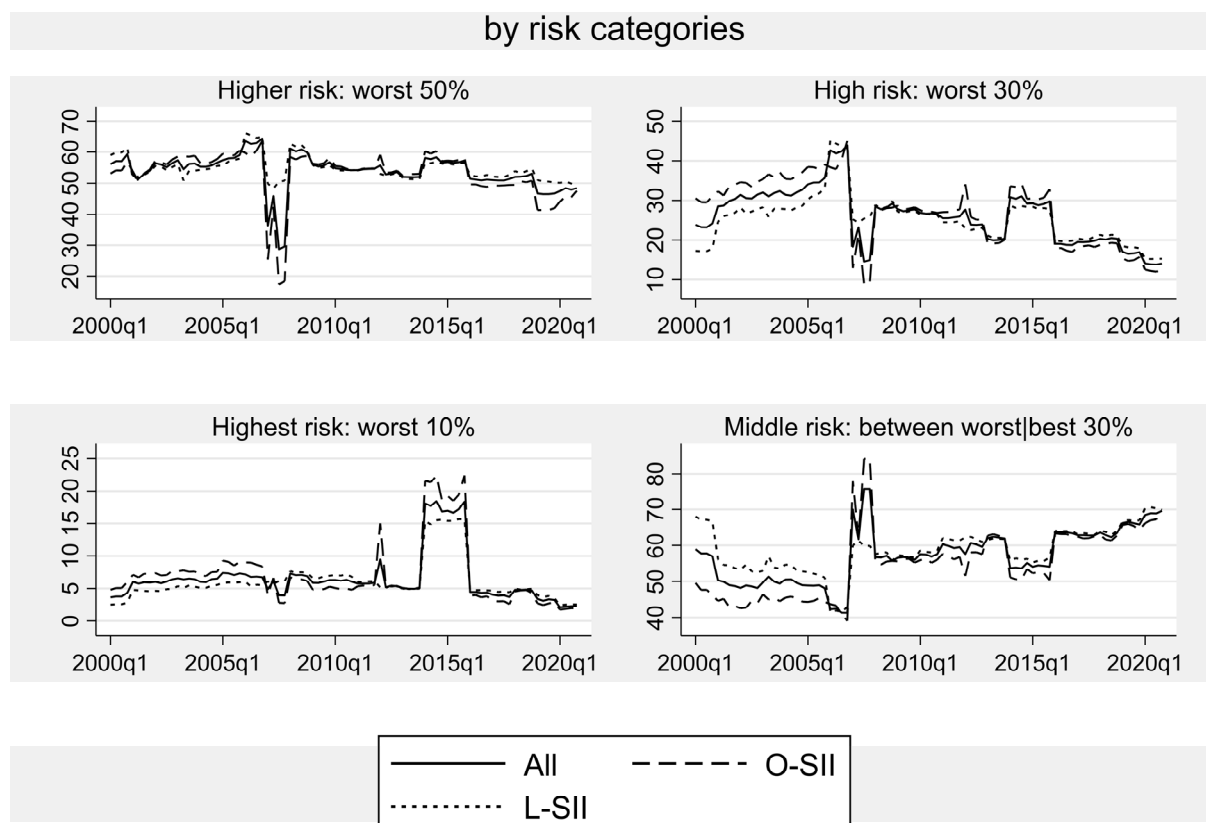 by risk categories
Higher risk: worst 50%
70
60
50
40
30
20
2000q1 2005q1 2010q1 2015q1 2020q1
High risk: worst 30%
50
40
30
20
10
2000q1 2005q1 2010q1 2015q1 2020q1
Highest risk: worst 10%
25
20
15
10
5
0
2000q1 2005q1 2010q1 2015q1 2020q1
Middle risk: between worst|best 30%
80
70
60
50
40
2000q1 2005q1 2010q1 2015q1 2020q1
All O-SII
L-SII